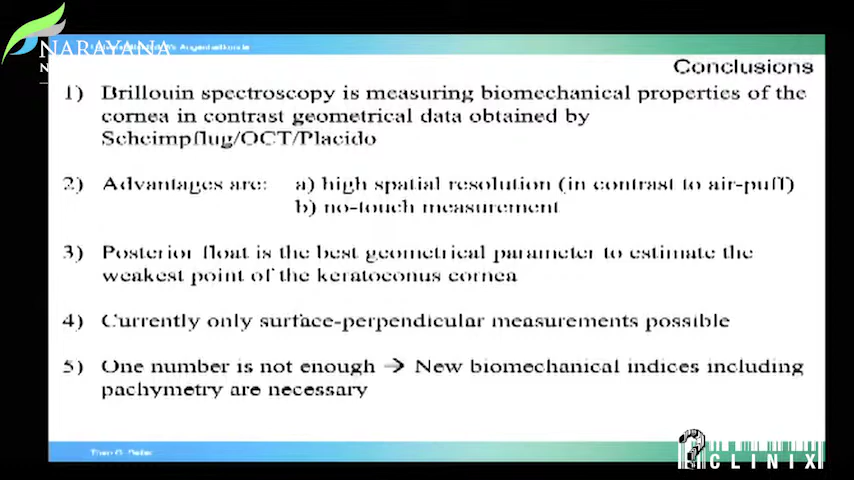 NARAYANA
N
Conclusions
1) Brillouin spectroscopy is measuring biomechanical properties of the
cornea in contrast geometrical data obtained by
Scheimpflug/OCT/Placido
2) Advantages are: a) high spatial resolution (in contrast to air-puff)
b) no-touch measurement
3) Posterior float is the best geometrical parameter to estimate the
weakest point of the keratoconus cornea
4) Currently only surface-perpendicular measurements possible
5) One number is not enough → New biomechanical indices including
pachymetry are necessary
CLINIX